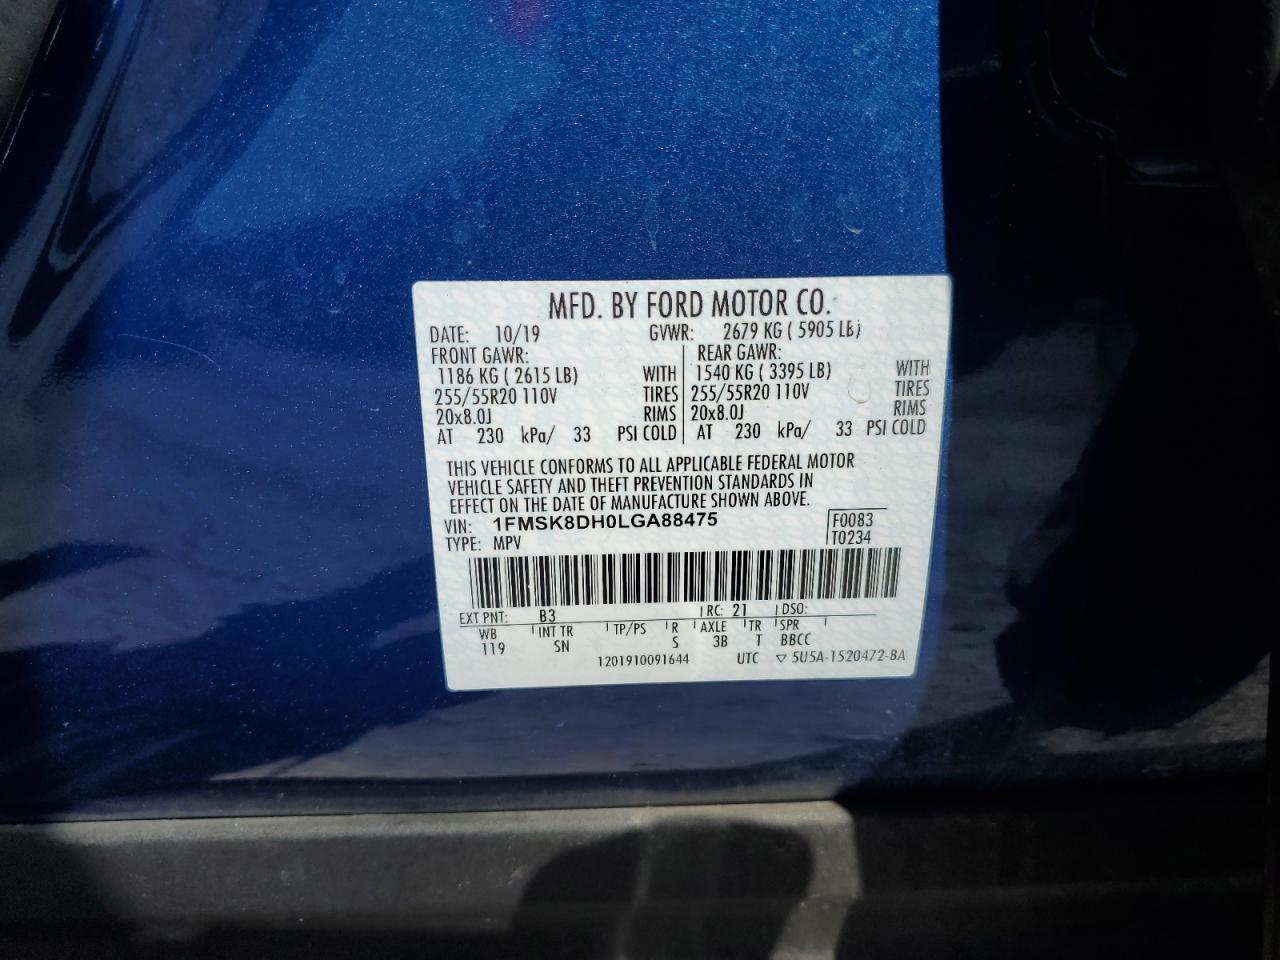 MFD. BY FORD MOTOR CO.
DATE: 10/19 GVWR: 2679 KG ( 5905 LB)
FRONT GAWR: REAR GAWR:
1186 KG ( 2615 LB) WITH 1540 KG ( 3395 LB) WITH
255/55R20 110V TIRES 255/55R20 110V TIRES
20x8.0J RIMS 20x8.0J RIMS
AT 230 kPa/ 33 PSI COLD AT 230 kPa/ 33 PSI COLD
THIS VEHICLE CONFORMS TO ALL APPLICABLE FEDERAL MOTOR
VEHICLE SAFETY AND THEFT PREVENTION STANDARDS IN
EFFECT ON THE DATE OF MANUFACTURE SHOWN ABOVE.
VIN: 1FMSK8DH0LGA88475 F0083
TYPE: MPV T0234
EXT PNT: B3 RC: 21 DSO:
WB INT TR TP/PS R AXLE TR SPR
119 SN S 3B T BBCC
1201910091644 UTC ▽ 5U5A-1520472-BA